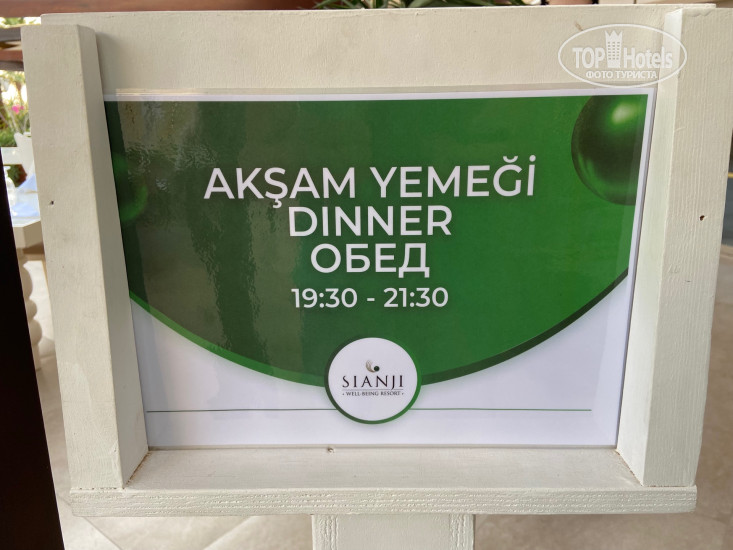 TOP Hotels
ФОТО ТУРИСТА
AKŞAM YEMEĞİ
DINNER
ОБЕД
19:30 - 21:30
SIANJI
WELL-BEING RESORT